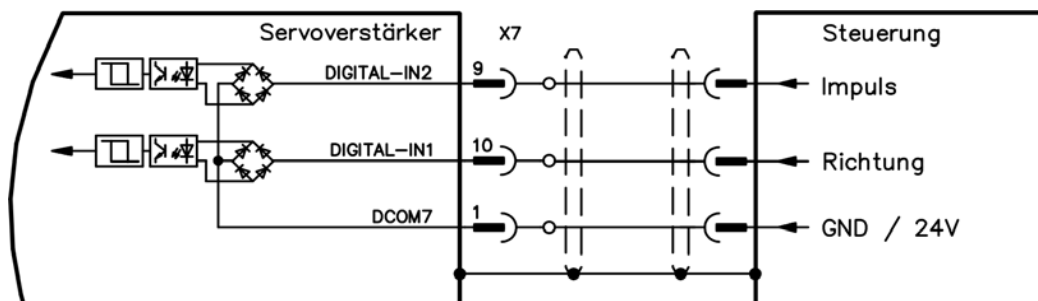 Servoverstärker X7 Steuerung
DIGITAL-IN2 9 Impuls
DIGITAL-IN1 10 Richtung
DCOM7 1 GND / 24V